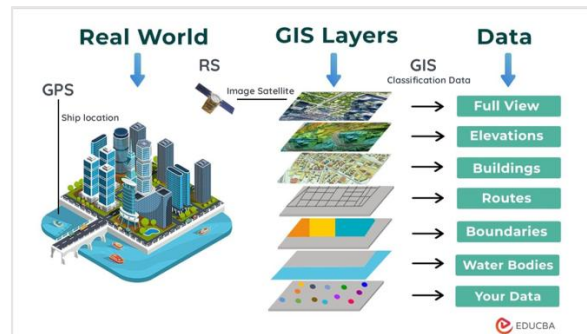 Real World
GIS Layers
Data
GPS
Ship location
RS
Image Satellite
GIS
Classification Data
Full View
Elevations
Buildings
Routes
Boundaries
Water Bodies
Your Data
EDUCBA